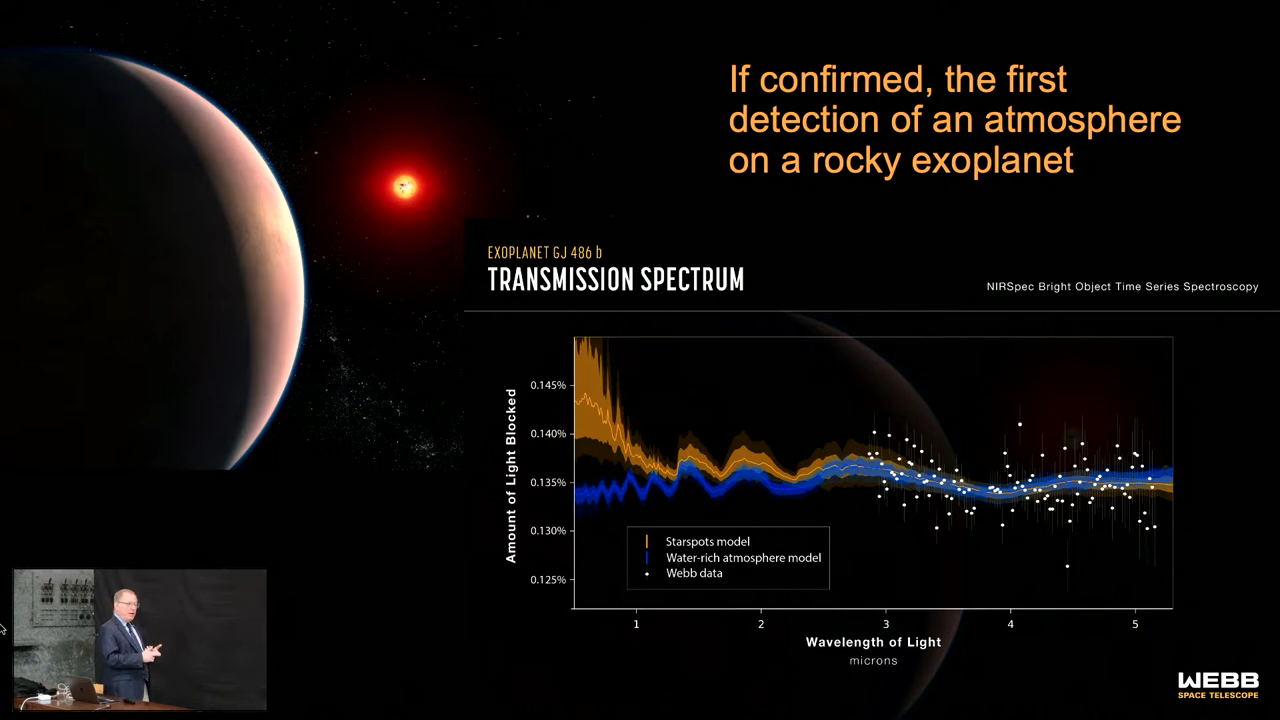 If confirmed, the first
detection of an atmosphere
on a rocky exoplanet
EXOPLANET GJ 486 b
TRANSMISSION SPECTRUM
NIRSpec Bright Object Time Series Spectroscopy
Amount of Light Blocked
0.145%
0.140%
0.135%
0.130%
0.125%
Starspots model
Water-rich atmosphere model
Webb data
1 2 3 4 5
Wavelength of Light
microns
WEBB
SPACE TELESCOPE